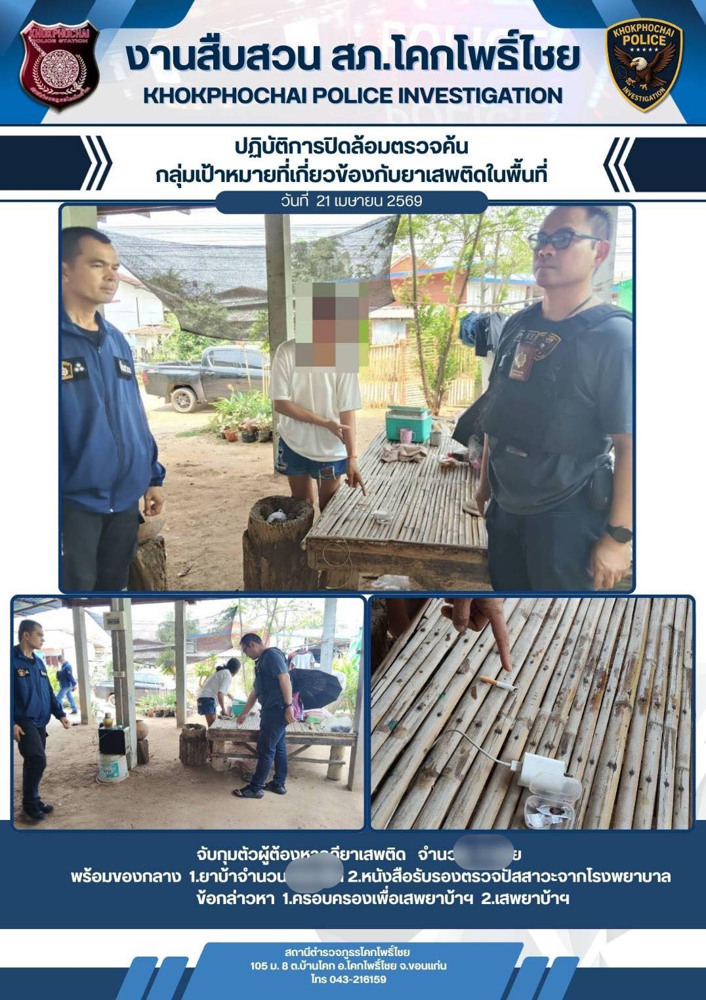 KHOKPHOCHAI
POLICE STATION
งานสืบสวน สภ.โคกโพธิ์ไชย
KHOKPHOCHAI POLICE INVESTIGATION
KHOKPHOCHAI
POLICE
INVESTIGATION
ปฏิบัติการปิดล้อมตรวจค้น
กลุ่มเป้าหมายที่เกี่ยวข้องกับยาเสพติดในพื้นที่
วันที่ 21 เมษายน 2569
จับกุมตัวผู้ต้องหาคดียาเสพติด
พร้อมของกลาง 1.ยาบ้าจำนวน 2.หนังสือรับรองตรวจปัสสาวะจากโรงพยาบาล
ข้อกล่าวหา 1.ครอบครองเพื่อเสพยาบ้าฯ 2.เสพยาบ้าฯ
สถานีตำรวจภูธรโคกโพธิ์ไชย
105 ม. 8 ต.บ้านโคก อ.โคกโพธิ์ไชย จ.ขอนแก่น
โทร 043-216159